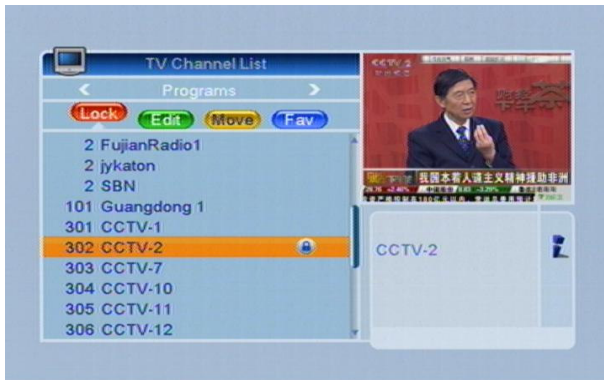 TV Channel List
Programs
Lock Edit Move Fav
2 FujianRadio1
2 jykaton
2 SBN
101 Guangdong 1
301 CCTV-1
302 CCTV-2
303 CCTV-7
304 CCTV-10
305 CCTV-11
306 CCTV-12
CCTV-2
我国本着人道主义精神援助非洲
CCTV-2